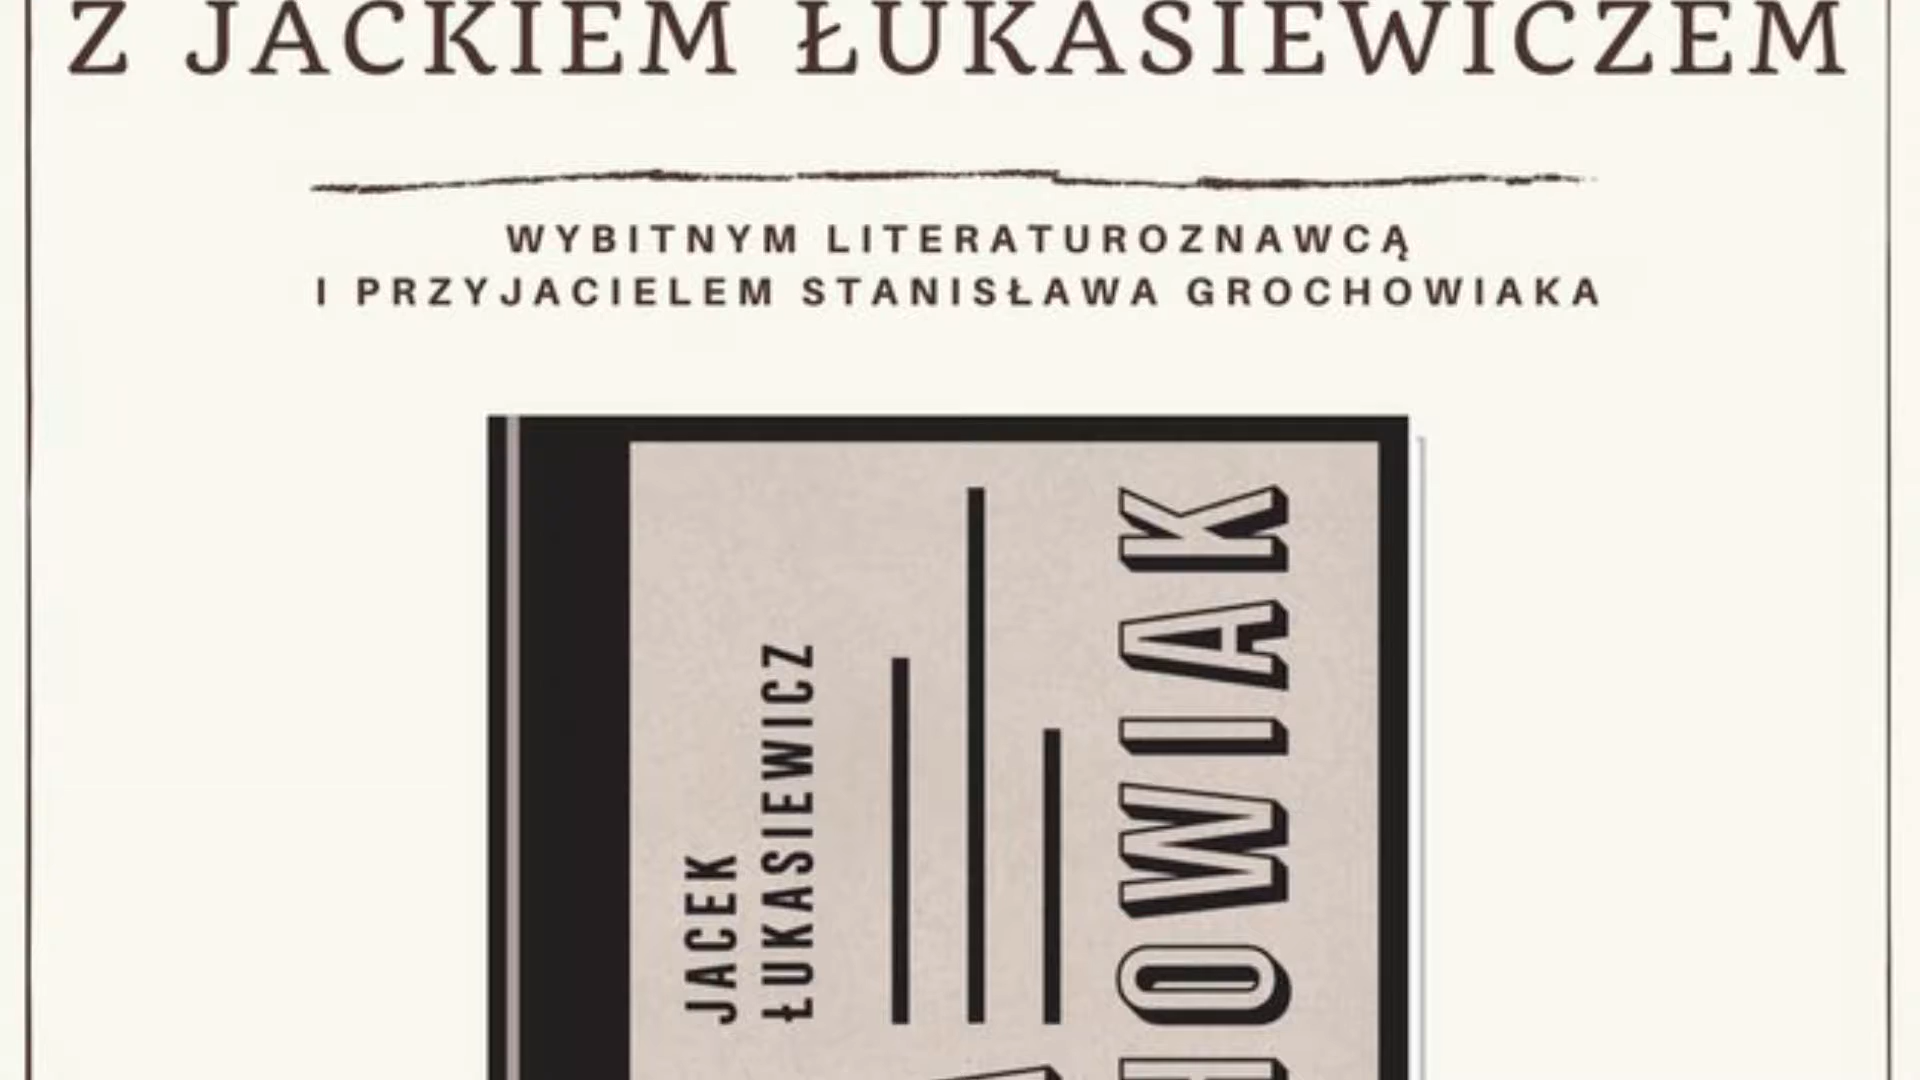 Z JACKIEM ŁUKASIEWICZEM
WYBITNYM LITERATUROZNAWCĄ
I PRZYJACIELEM STANISŁAWA GROCHOWIAKA
JACEK
ŁUKASIEWICZ
HOWIAK